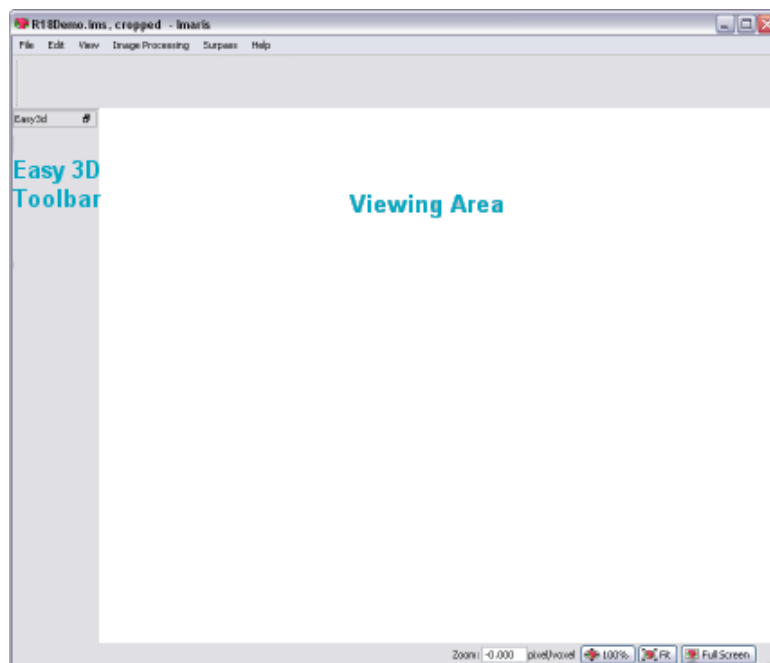 R18Demo.ims, cropped - Imaris
File Edit View Image Processing Surpass Help
Easy3d
Easy 3D
Toolbar
Viewing Area
Zoom: -0.000 pixel/voxel 100% Fit Full Screen